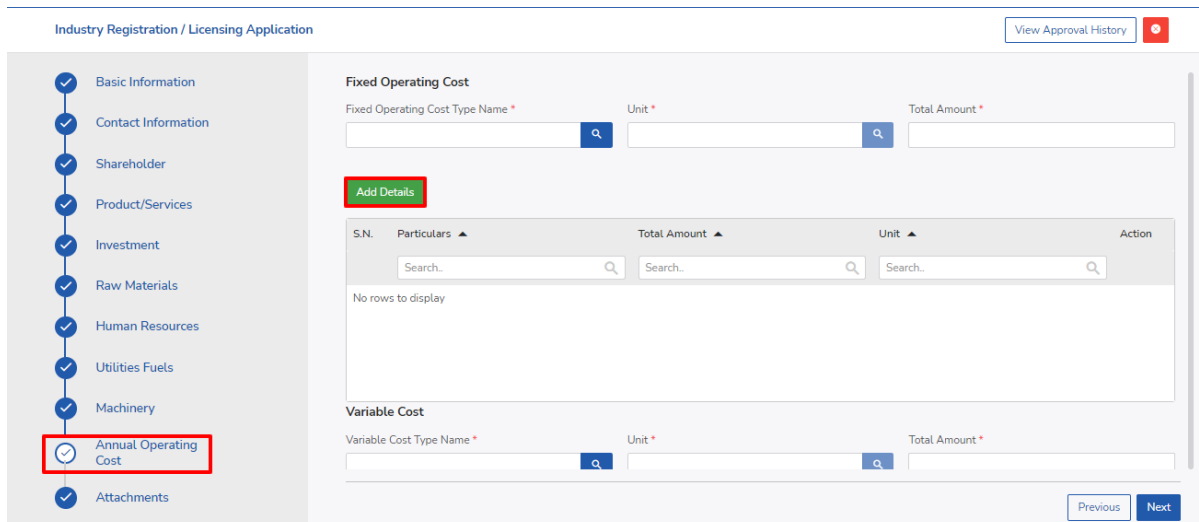 Industry Registration / Licensing Application
View Approval History
Basic Information
Contact Information
Shareholder
Product/Services
Investment
Raw Materials
Human Resources
Utilities Fuels
Machinery
Annual Operating
Cost
Attachments
Fixed Operating Cost
Fixed Operating Cost Type Name * Unit * Total Amount *
Add Details
S.N. Particulars Total Amount Unit Action
Search.. Search.. Search..
No rows to display
Variable Cost
Variable Cost Type Name * Unit * Total Amount *
Previous Next